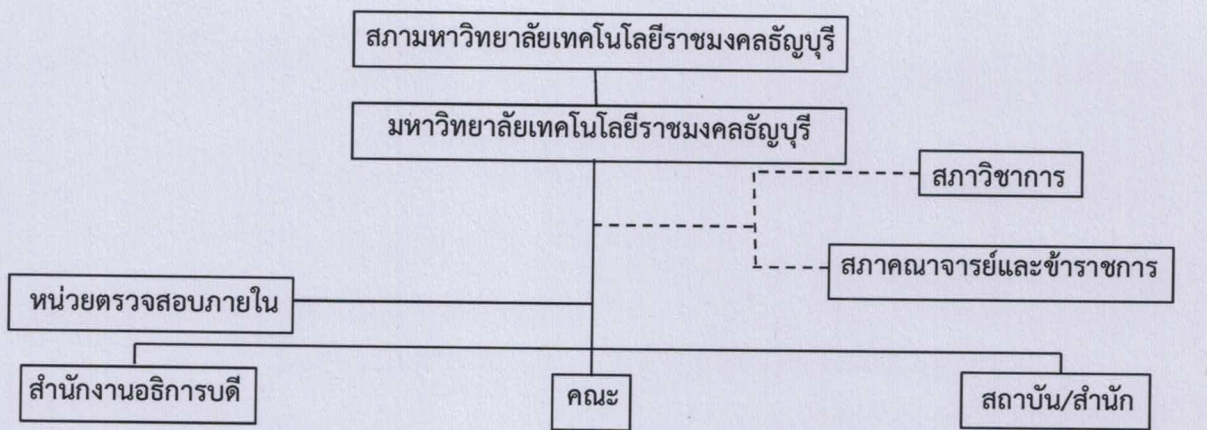 สภามหาวิทยาลัยเทคโนโลยีราชมงคลธัญบุรี
มหาวิทยาลัยเทคโนโลยีราชมงคลธัญบุรี
สภาวิชาการ
สภาคณาจารย์และข้าราชการ
หน่วยตรวจสอบภายใน
สำนักงานอธิการบดี
คณะ
สถาบัน/สำนัก